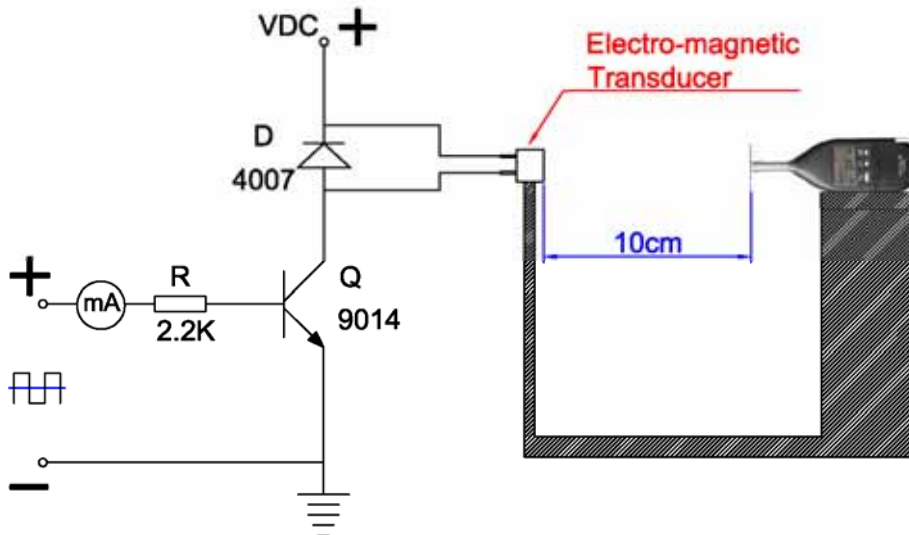 VDC +
Electro-magnetic
Transducer
D
4007
10cm
+
mA
R
2.2K
Q
9014